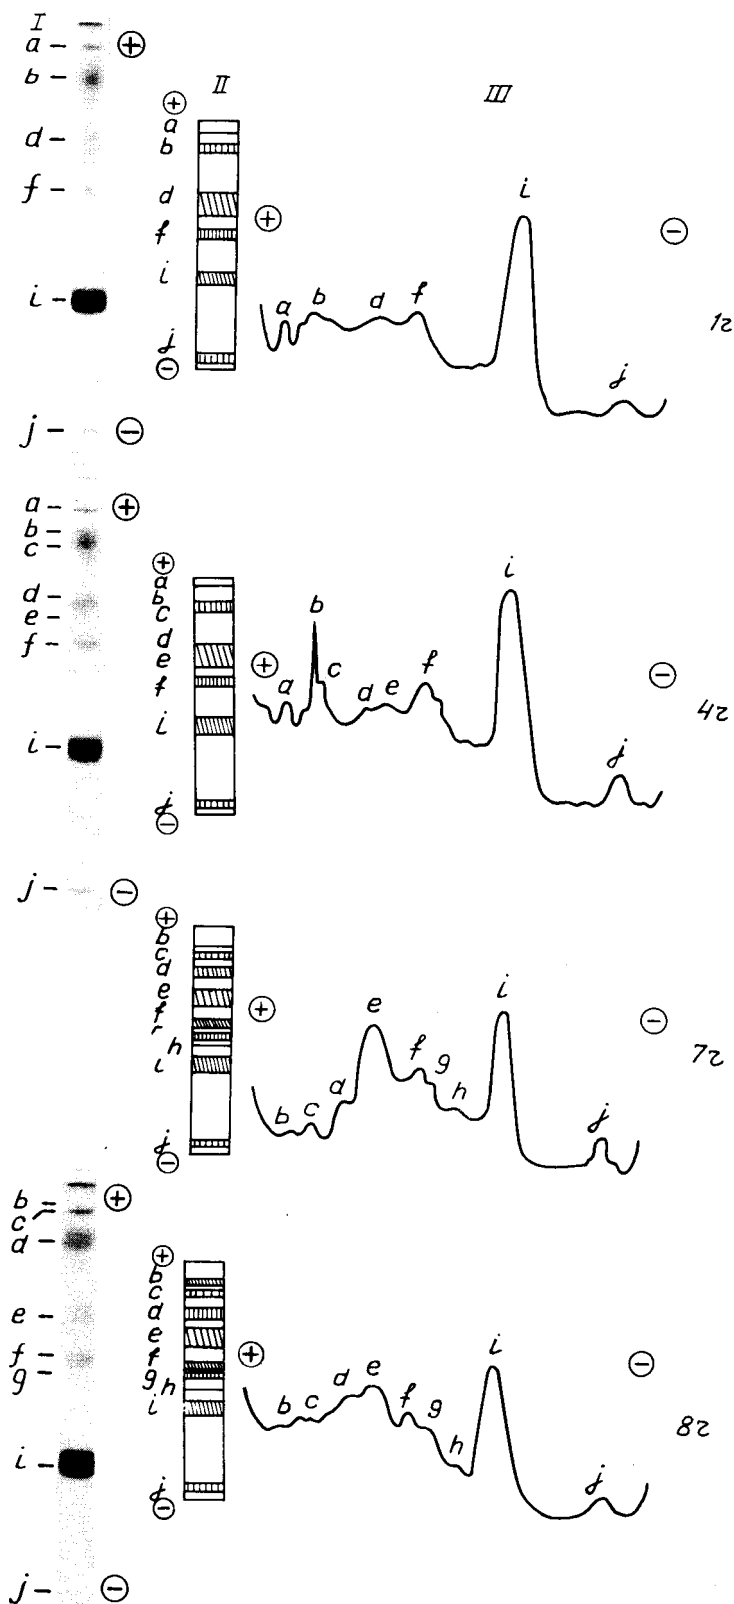 I
a – ⊕
b –
d –
f –
i –
j – ⊖
II
⊕
a
b
d
f
i
j
⊖
III
⊕
a b d f i j
⊖
1г
a – ⊕
b –
c –
d –
e –
f –
i –
j – ⊖
⊕
a
b
c
d
e
f
i
j
⊖
⊕
a b c d e f i j
⊖
4г
⊕
b
c
d
e
f
r
h
i
j
⊖
⊕
b c d e f g h i j
⊖
7г
b = ⊕
c
d –
e –
f –
g –
i –
j – ⊖
⊕
b
c
d
e
f
g h
i
j
⊖
⊕
b c d e f g h i j
⊖
8г